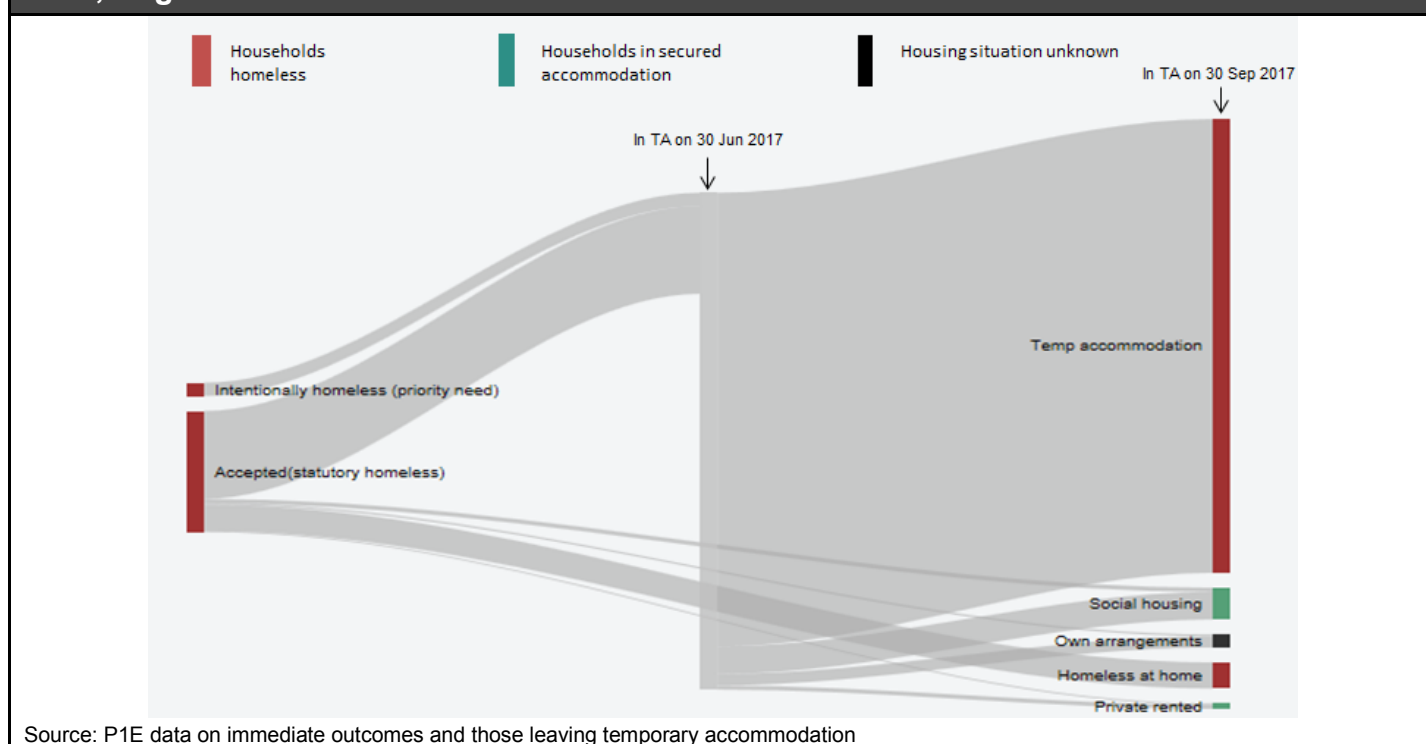 Households
homeless
Households in secured
accommodation
Housing situation unknown
In TA on 30 Sep 2017
In TA on 30 Jun 2017
Temp accommodation
Intentionally homeless (priority need)
Accepted(statutory homeless)
Social housing
Own arrangements
Homeless at home
Private rented
Source: P1E data on immediate outcomes and those leaving temporary accommodation